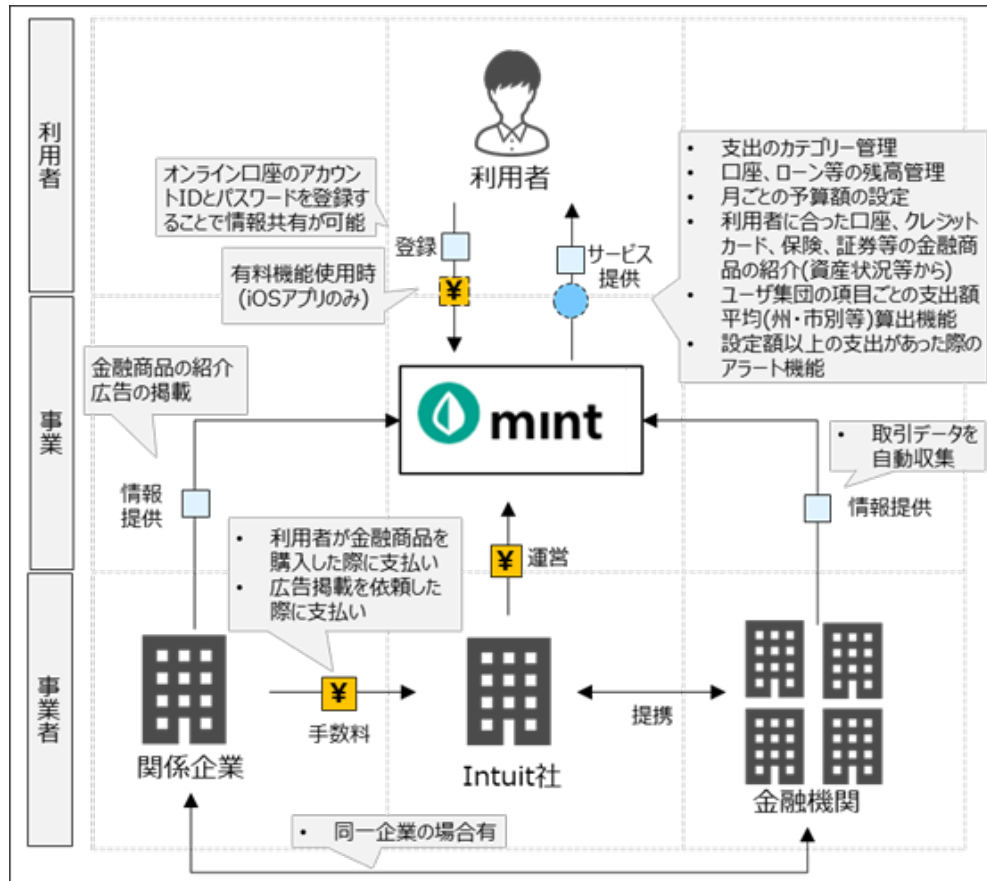 利用者
利用者
オンライン口座のアカウン
トIDとパスワードを登録す
ることで情報共有が可能
登録
有料機能使用時
(iOSアプリのみ)
¥
サービス
提供
• 支出のカテゴリー管理
• 口座、ローン等の残高管理
• 月ごとの予算額の設定
• 利用者に合った口座、クレジット
カード、保険、証券等の金融商
品の紹介(資産状況等から)
• ユーザ集団の項目ごとの支出額
平均(州・市別等)算出機能
• 設定額以上の支出があった際の
アラート機能
事業
金融商品の紹介
広告の掲載
mint
• 取引データを
自動収集
情報
提供
情報提供
• 利用者が金融商品を
購入した際に支払い
• 広告掲載を依頼した
際に支払い
¥
運営
事業者
¥
手数料
提携
関係企業
Intuit社
金融機関
• 同一企業の場合有